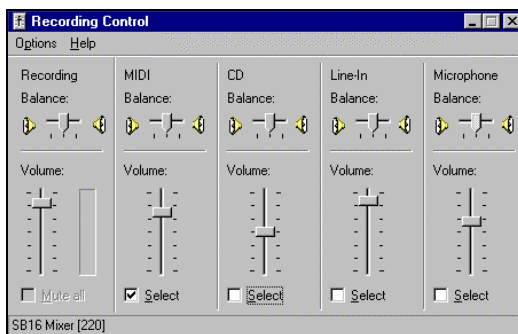 Recording Control
Options Help
Recording MIDI CD Line-In Microphone
Balance: Balance: Balance: Balance: Balance:
Volume: Volume: Volume: Volume: Volume:
Mute all Select Select Select Select
SB16 Mixer [220]